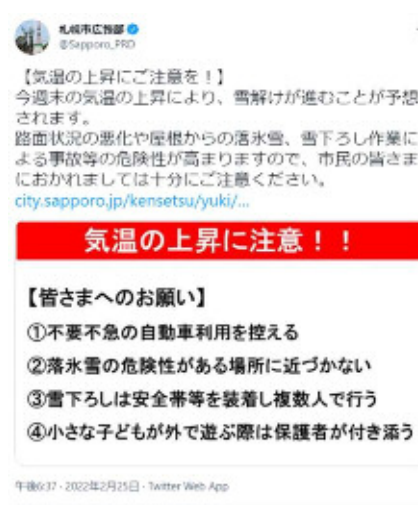 札幌市広報部
@Sapporo_PRD
【気温の上昇にご注意を！】
今週末の気温の上昇により、雪解けが進むことが予想
されます。
路面状況の悪化や屋根からの落氷雪、雪下ろし作業に
よる事故等の危険性が高まりますので、市民の皆さま
におかれましては十分にご注意ください。
city.sapporo.jp/kensetsu/yuki/...
気温の上昇に注意！！
【皆さまへのお願い】
①不要不急の自動車利用を控える
②落氷雪の危険性がある場所に近づかない
③雪下ろしは安全帯等を装着し複数人で行う
④小さな子どもが外で遊ぶ際は保護者が付き添う
午後6:37 · 2022年2月25日 · Twitter Web App